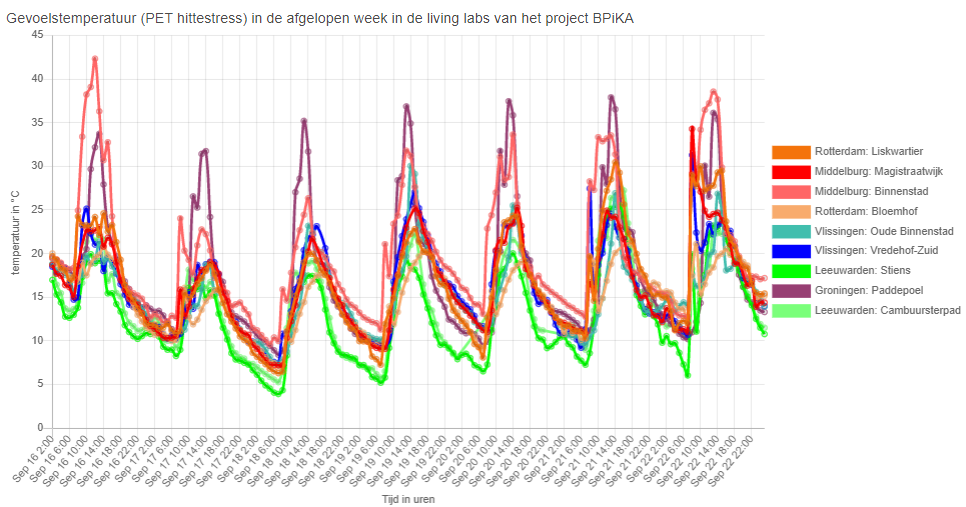 Gevoelstemperatuur (PET hittestress) in de afgelopen week in de living labs van het project BPiKA
45
40
35
30
25
20
15
10
5
0
temperatuur in °C
Sep 16 2:00
Sep 16 6:00
Sep 16 10:00
Sep 16 14:00
Sep 16 18:00
Sep 16 22:00
Sep 17 2:00
Sep 17 6:00
Sep 17 10:00
Sep 17 14:00
Sep 17 18:00
Sep 17 22:00
Sep 18 2:00
Sep 18 6:00
Sep 18 10:00
Sep 18 14:00
Sep 18 18:00
Sep 18 22:00
Sep 19 2:00
Sep 19 6:00
Sep 19 10:00
Sep 19 14:00
Sep 19 18:00
Sep 19 22:00
Sep 20 2:00
Sep 20 6:00
Sep 20 10:00
Sep 20 14:00
Sep 20 18:00
Sep 20 22:00
Sep 21 2:00
Sep 21 6:00
Sep 21 10:00
Sep 21 14:00
Sep 21 18:00
Sep 21 22:00
Sep 22 2:00
Sep 22 6:00
Sep 22 10:00
Sep 22 14:00
Sep 22 18:00
Sep 22 22:00
Tijd in uren
Rotterdam: Liskwartier
Middelburg: Magistraatwijk
Middelburg: Binnenstad
Rotterdam: Bloemhof
Vlissingen: Oude Binnenstad
Vlissingen: Vredehof-Zuid
Leeuwarden: Stiens
Groningen: Paddepoel
Leeuwarden: Cambuursterpad